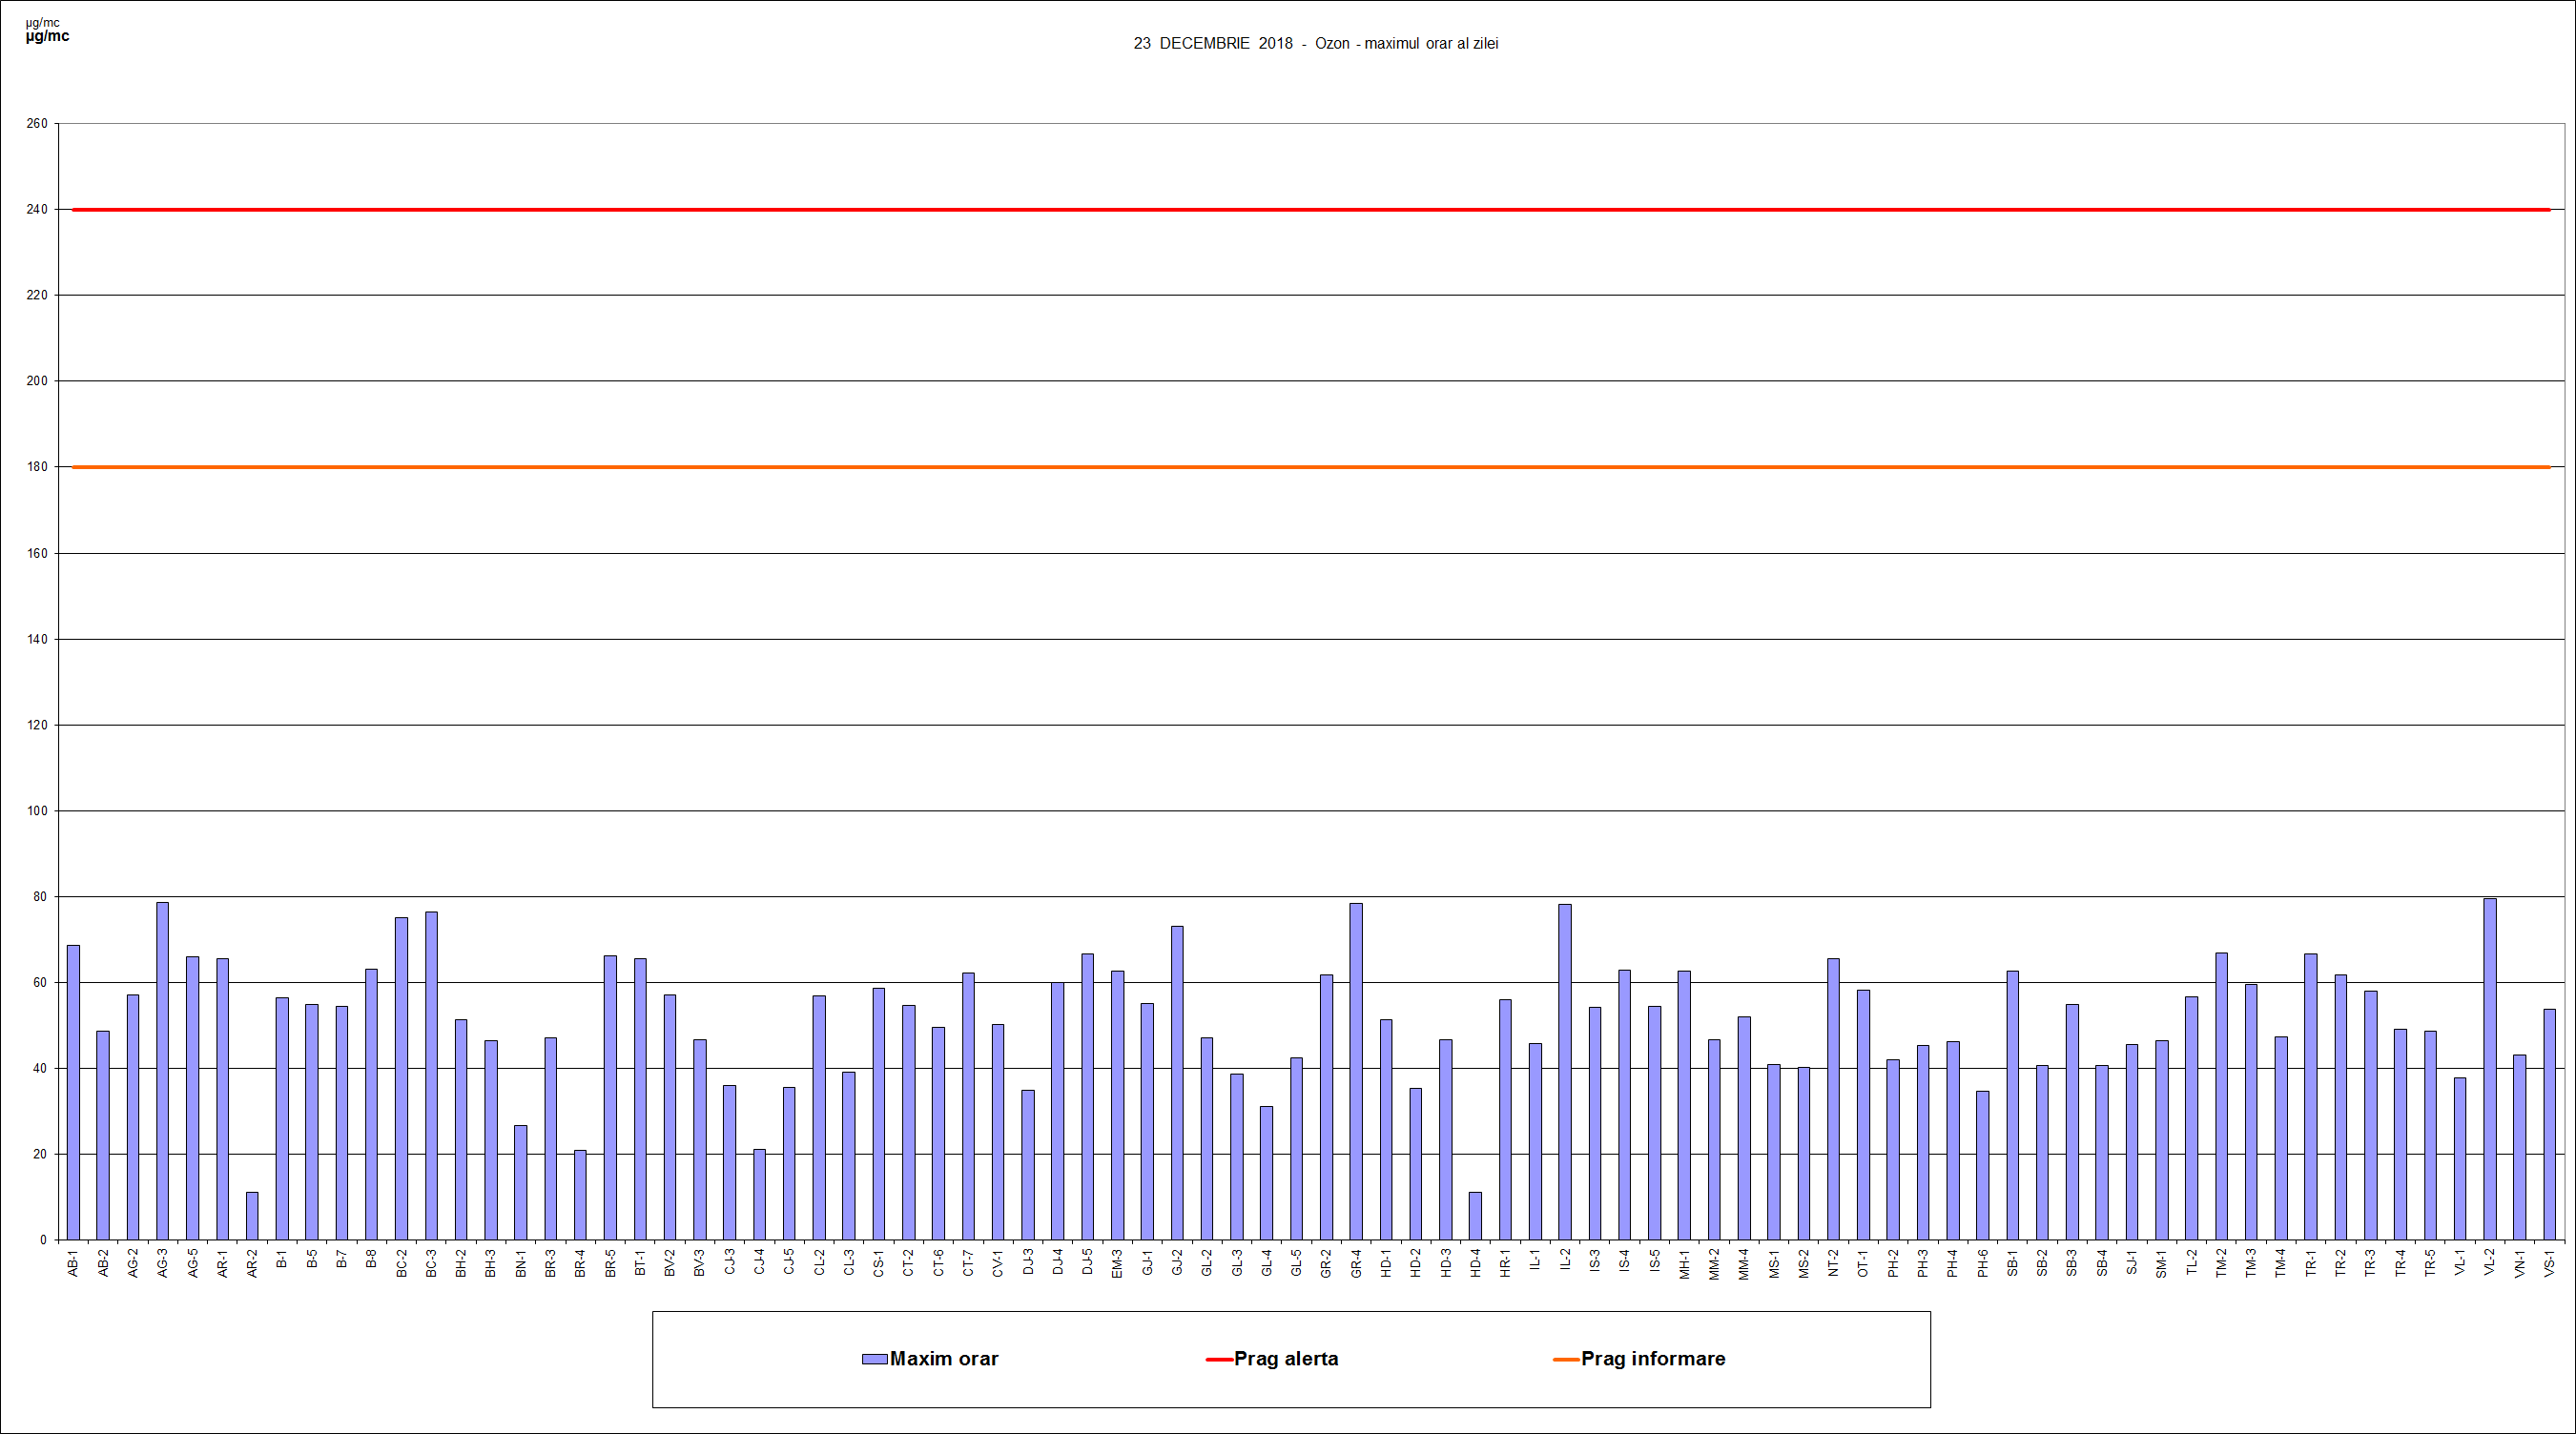 µg/mc
µg/mc
23 DECEMBRIE 2018 - Ozon - maximul orar al zilei
260
240
220
200
180
160
140
120
100
80
60
40
20
0
AB-1 AB-2 AG-2 AG-3 AG-5 AR-1 AR-2 B-1 B-5 B-7 B-8 BC-2 BC-3 BH-2 BH-3 BN-1 BR-3 BR-4 BR-5 BT-1 BV-2 BV-3 CJ-3 CJ-4 CJ-5 CL-2 CL-3 CS-1 CT-2 CT-6 CT-7 CV-1 DJ-3 DJ-4 DJ-5 EM-3 GJ-1 GJ-2 GL-2 GL-3 GL-4 GL-5 GR-2 GR-4 HD-1 HD-2 HD-3 HD-4 HR-1 IL-1 IL-2 IS-3 IS-4 IS-5 MH-1 MM-2 MM-4 MS-1 MS-2 NT-2 OT-1 PH-2 PH-3 PH-4 PH-6 SB-1 SB-2 SB-3 SB-4 SJ-1 SM-1 TL-2 TM-2 TM-3 TM-4 TR-1 TR-2 TR-3 TR-4 TR-5 VL-1 VL-2 VN-1 VS-1
Maxim orar Prag alerta Prag informare